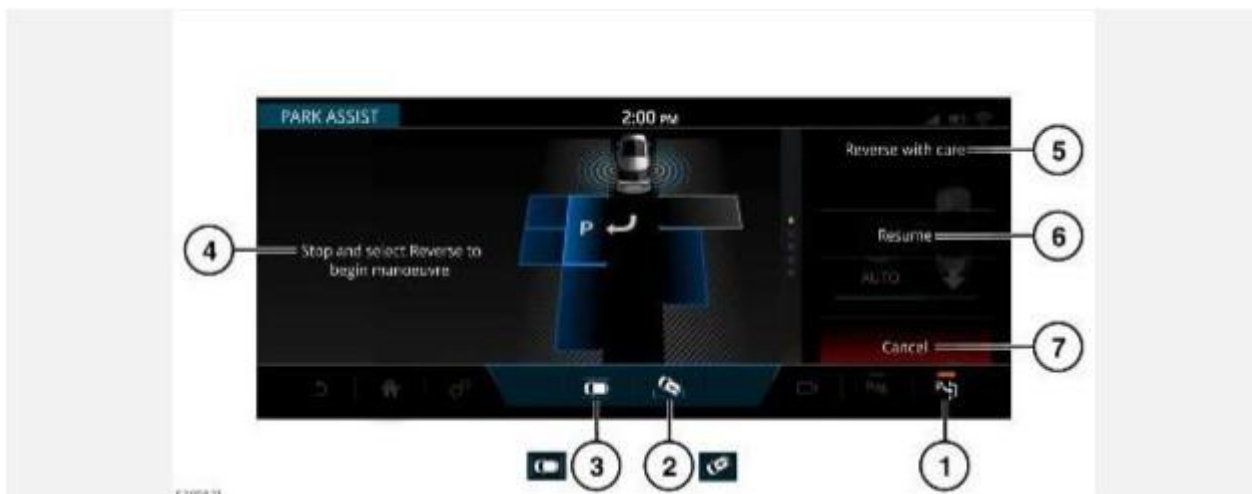 PARK ASSIST
2:00 PM
Reverse with care
5
P
4
Stop and select Reverse to
begin manoeuvre
Resume
6
AUTO
Cancel
7
3
2
1